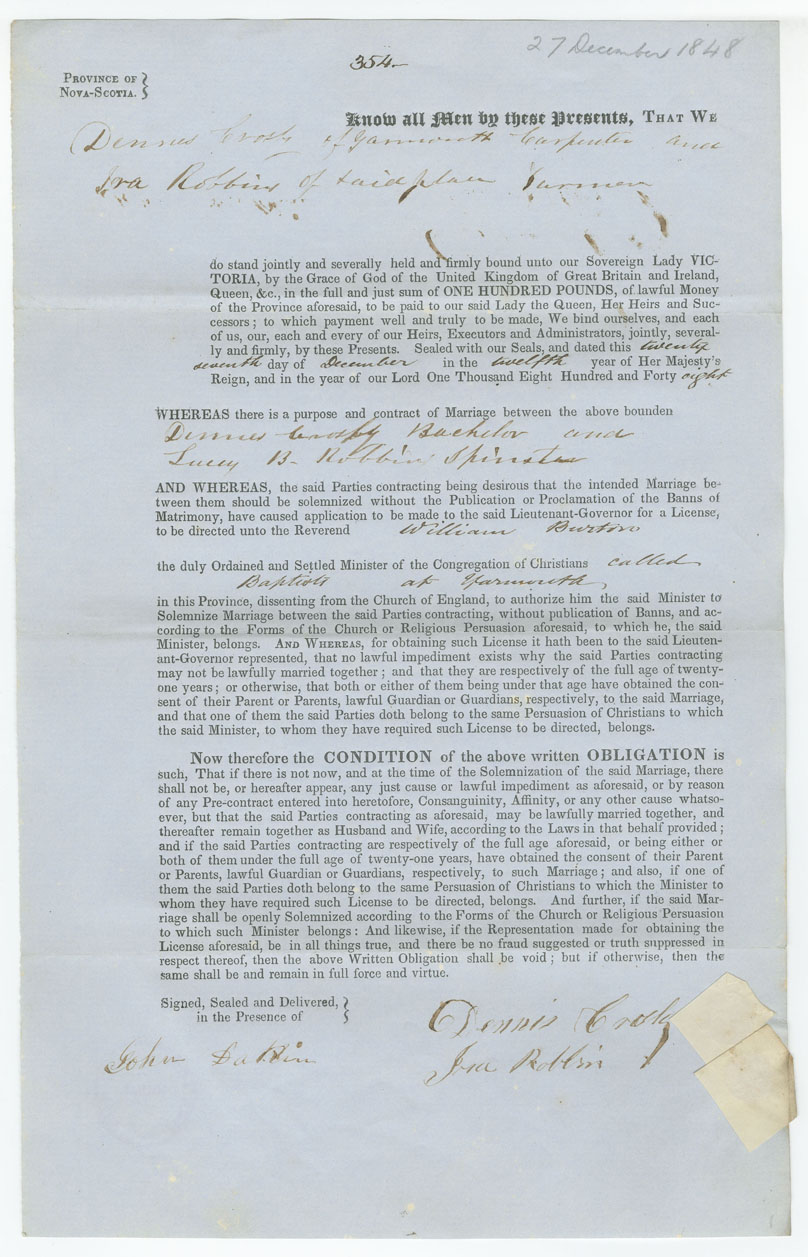 27 December 1848
354
PROVINCE OF
NOVA-SCOTIA.
Know all Men by these Presents, THAT WE
Dennis Crosby of Yarmouth Carpenter and
Ira Robbins of said place Farmer
do stand jointly and severally held and firmly bound unto our Sovereign Lady VIC-
TORIA, by the Grace of God of the United Kingdom of Great Britain and Ireland,
Queen, &c., in the full and just sum of ONE HUNDRED POUNDS, of lawful Money
of the Province aforesaid, to be paid to our said Lady the Queen, Her Heirs and Suc-
cessors; to which payment well and truly to be made, We bind ourselves, and each
of us, our, each and every of our Heirs, Executors and Administrators, jointly, several-
ly and firmly, by these Presents. Sealed with our Seals, and dated this twenty
seventh day of December in the twelfth year of Her Majesty's
Reign, and in the year of our Lord One Thousand Eight Hundred and Forty eight
WHEREAS there is a purpose and contract of Marriage between the above bounden
Dennis Crosby Bachelor and
Lucy B. Robbins Spinster
AND WHEREAS, the said Parties contracting being desirous that the intended Marriage be-
tween them should be solemnized without the Publication or Proclamation of the Banns of
Matrimony, have caused application to be made to the said Lieutenant-Governor for a License,
to be directed unto the Reverend William Burton
the duly Ordained and Settled Minister of the Congregation of Christians called
Baptists at Yarmouth,
in this Province, dissenting from the Church of England, to authorize him the said Minister to
Solemnize Marriage between the said Parties contracting, without publication of Banns, and ac-
cording to the Forms of the Church or Religious Persuasion aforesaid, to which he, the said
Minister, belongs. AND WHEREAS, for obtaining such License it hath been to the said Lieuten-
ant-Governor represented, that no lawful impediment exists why the said Parties contracting
may not be lawfully married together; and that they are respectively of the full age of twenty-
one years; or otherwise, that both or either of them being under that age have obtained the con-
sent of their Parent or Parents, lawful Guardian or Guardians, respectively, to the said Marriage,
and that one of them the said Parties doth belong to the same Persuasion of Christians to which
the said Minister, to whom they have required such License to be directed, belongs.
Now therefore the CONDITION of the above written OBLIGATION is
such, That if there is not now, and at the time of the Solemnization of the said Marriage, there
shall not be, or hereafter appear, any just cause or lawful impediment as aforesaid, or by reason
of any Pre-contract entered into heretofore, Consanguinity, Affinity, or any other cause whatso-
ever, but that the said Parties contracting as aforesaid, may be lawfully married together, and
thereafter remain together as Husband and Wife, according to the Laws in that behalf provided;
and if the said Parties contracting are respectively of the full age aforesaid, or being either or
both of them under the full age of twenty-one years, have obtained the consent of their Parent
or Parents, lawful Guardian or Guardians, respectively, to such Marriage; and also, if one of
them the said Parties doth belong to the same Persuasion of Christians to which the Minister to
whom they have required such License to be directed, belongs. And further, if the said Mar-
riage shall be openly Solemnized according to the Forms of the Church or Religious Persuasion
to which such Minister belongs: And likewise, if the Representation made for obtaining the
License aforesaid, be in all things true, and there be no fraud suggested or truth suppressed in
respect thereof, then the above Written Obligation shall be void; but if otherwise, then the
same shall be and remain in full force and virtue.
Signed, Sealed and Delivered,
in the Presence of
Dennis Crosby
John Dakin
Ira Robbin